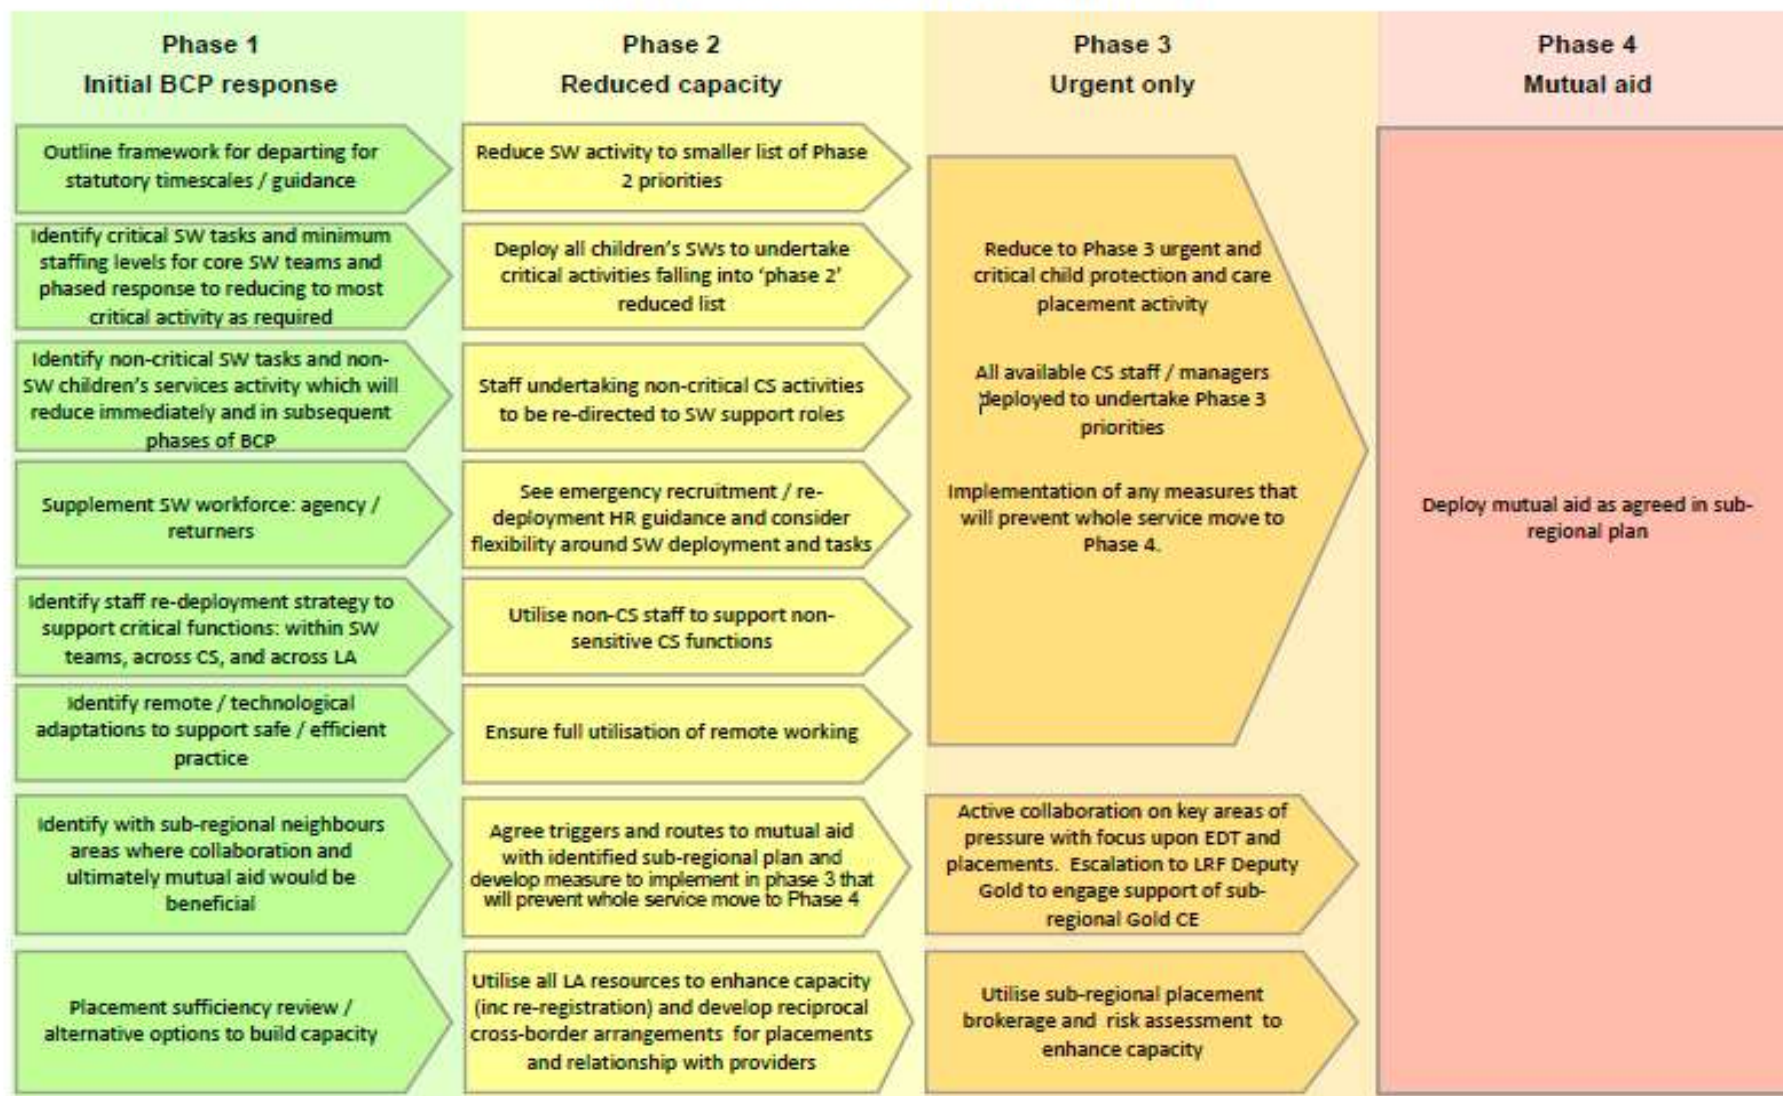 Phase 1
Initial BCP response
Outline framework for departing for
statutory timescales / guidance
Identify critical SW tasks and minimum
staffing levels for core SW teams and
phased response to reducing to most
critical activity as required
Identify non-critical SW tasks and non-
SW children's services activity which will
reduce immediately and in subsequent
phases of BCP
Supplement SW workforce: agency /
returners
Identify staff re-deployment strategy to
support critical functions: within SW
teams, across CS, and across LA
Identify remote / technological
adaptations to support safe / efficient
practice
Identify with sub-regional neighbours
areas where collaboration and
ultimately mutual aid would be
beneficial
Placement sufficiency review /
alternative options to build capacity
Phase 2
Reduced capacity
Reduce SW activity to smaller list of Phase
2 priorities
Deploy all children's SWs to undertake
critical activities falling into 'phase 2'
reduced list
Staff undertaking non-critical CS activities
to be re-directed to SW support roles
See emergency recruitment / re-
deployment HR guidance and consider
flexibility around SW deployment and tasks
Utilise non-CS staff to support non-
sensitive CS functions
Ensure full utilisation of remote working
Agree triggers and routes to mutual aid
with identified sub-regional plan and
develop measure to implement in phase 3 that
will prevent whole service move to Phase 4
Utilise all LA resources to enhance capacity
(inc re-registration) and develop reciprocal
cross-border arrangements for placements
and relationship with providers
Phase 3
Urgent only
Reduce to Phase 3 urgent and
critical child protection and care
placement activity
All available CS staff / managers
deployed to undertake Phase 3
priorities
Implementation of any measures that
will prevent whole service move to
Phase 4.
Active collaboration on key areas of
pressure with focus upon EDT and
placements. Escalation to LRF Deputy
Gold to engage support of sub-
regional Gold CE
Utilise sub-regional placement
brokerage and risk assessment to
enhance capacity
Phase 4
Mutual aid
Deploy mutual aid as agreed in sub-
regional plan